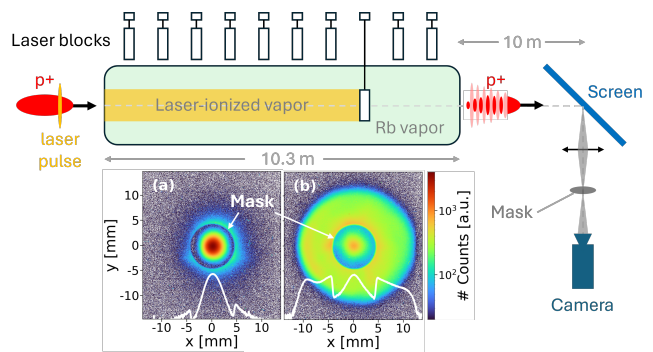 Laser blocks
10 m
p+
p+
Screen
Laser-ionized vapor
Rb vapor
laser
pulse
10.3 m
Mask
(a)
(b)
Mask
10
5
0
-5
-10
y [mm]
10³
10²
# Counts [a.u.]
-10
-5
0
5
10
-10
-5
0
5
10
x [mm]
x [mm]
Camera